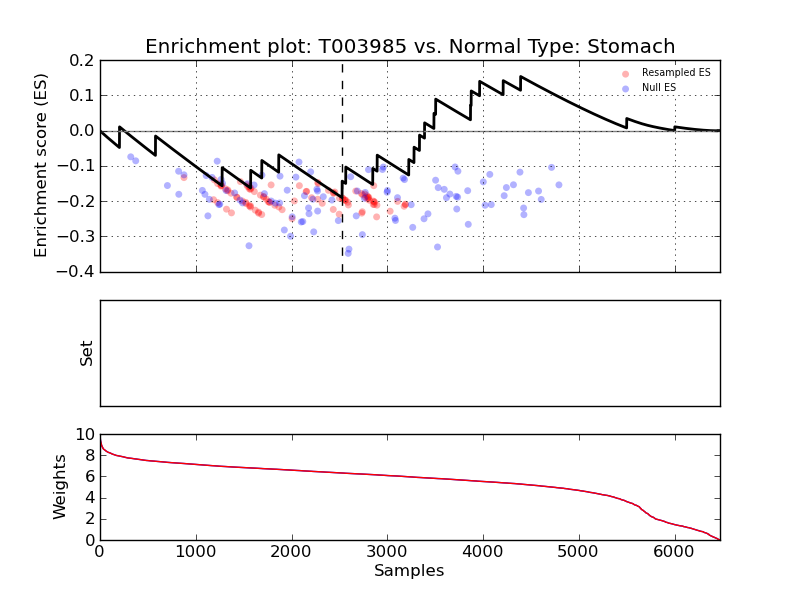 Enrichment plot: T003985 vs. Normal Type: Stomach
Enrichment score (ES)
0.2
0.1
0.0
−0.1
−0.2
−0.3
−0.4
Resampled ES
Null ES
Set
Weights
10
8
6
4
2
0
0 1000 2000 3000 4000 5000 6000
Samples